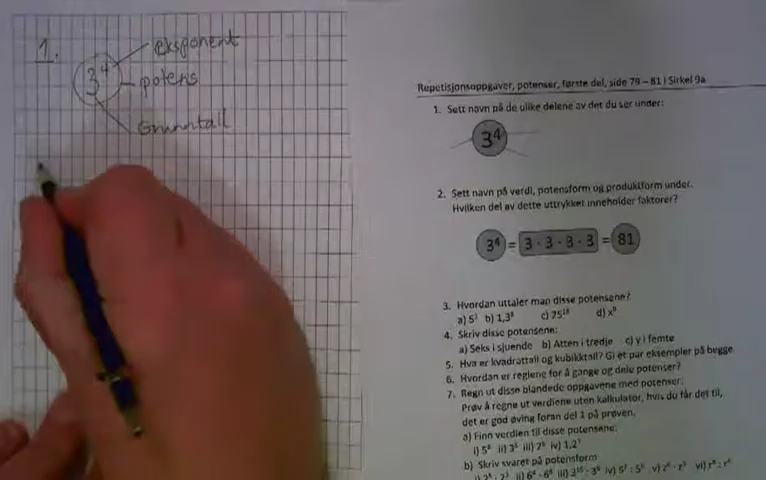 1.
3⁴
eksponent
potens
Grunntall
Repetisjonsoppgaver, potenser, første del, side 79 – 81 i Sirkel 9a
1. Sett navn på de ulike delene av det du ser under:
3⁴
2. Sett navn på verdi, potensform og produktform under.
Hvilken del av dette uttrykket inneholder faktorer?
3⁴ = 3 · 3 · 3 · 3 = 81
3. Hvordan uttaler man disse potensene?
a) b) c) d)
4. Skriv disse potensene:
a) Seks i sjuende b) Atten i tredje c) y i femte
5. Hva er kvadrattall og kubikktall? Gi et par eksempler på begge.
6. Hvordan er reglene for å gange og dele potenser?
7. Regn ut disse blandede oppgavene med potenser.
Prøv å regne ut verdiene uten kalkulator, hvis du får det til,
det er god øving foran del 1 på prøven.
a) Finn verdien til disse potensene:
i) ii) iii) iv)
b) Skriv svaret på potensform